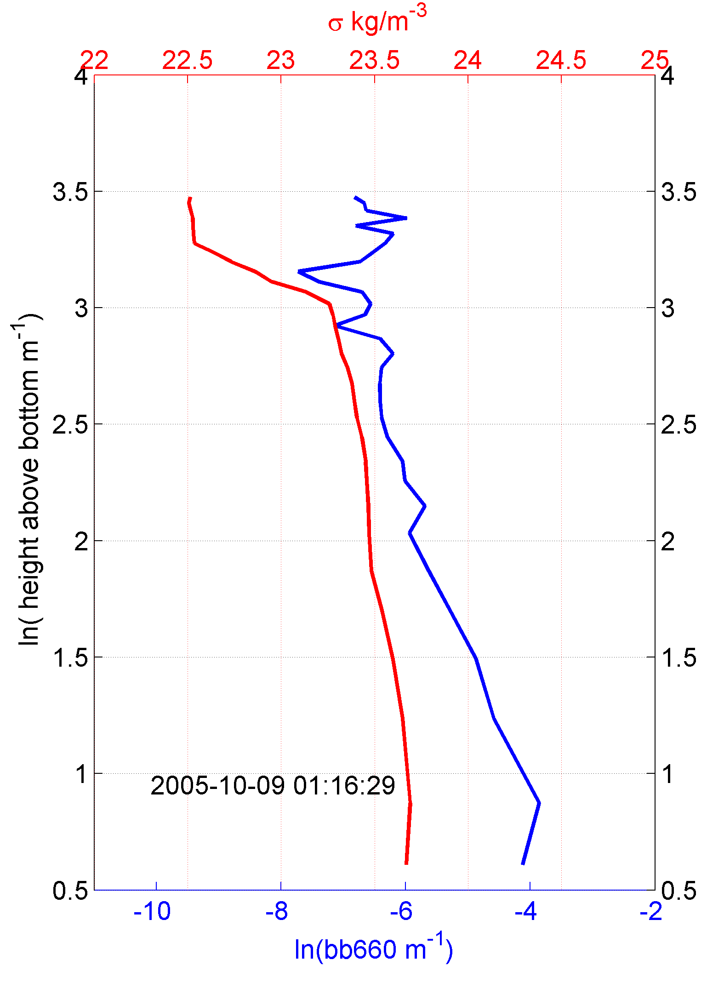 σ kg/m⁻³
22 22.5 23 23.5 24 24.5 25
4 4
3.5 3.5
3 3
2.5 2.5
2 2
1.5 1.5
1 1
0.5 0.5
ln( height above bottom m⁻¹)
2005-10-09 01:16:29
-10 -8 -6 -4 -2
ln(bb660 m⁻¹)